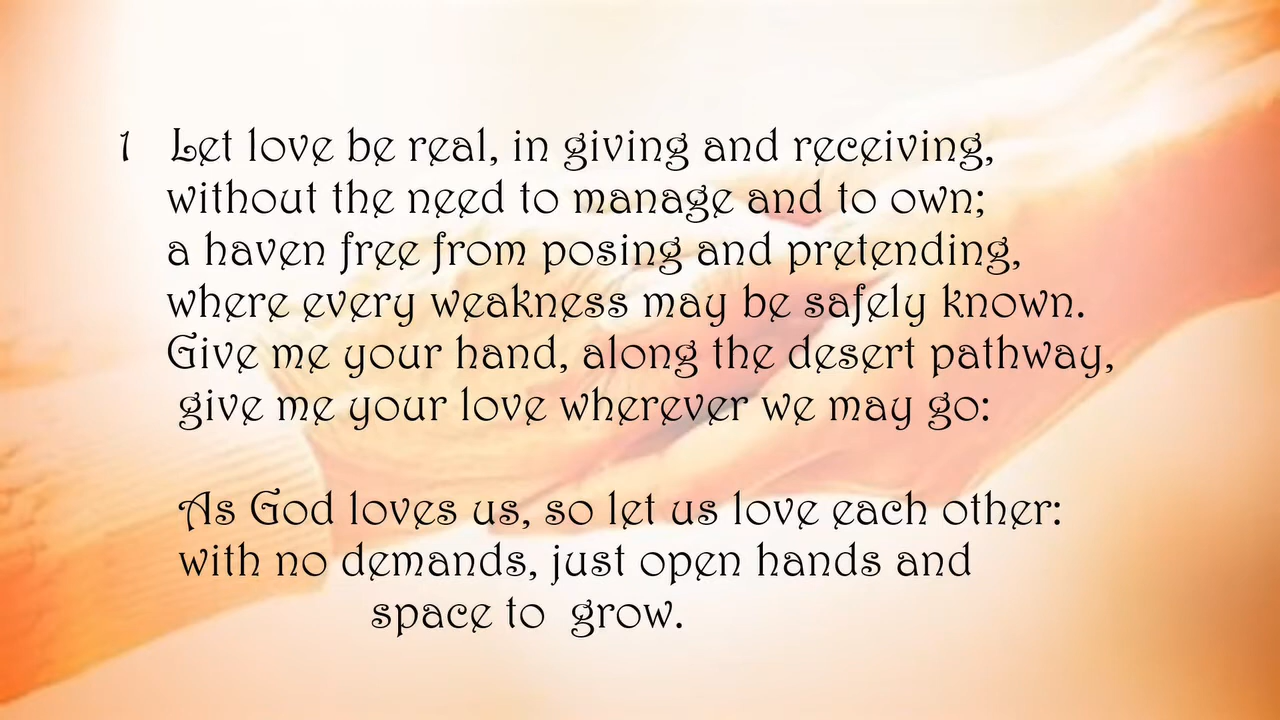 1 Let love be real, in giving and receiving,
without the need to manage and to own;
a haven free from posing and pretending,
where every weakness may be safely known.
Give me your hand, along the desert pathway,
give me your love wherever we may go:
As God loves us, so let us love each other:
with no demands, just open hands and
space to grow.